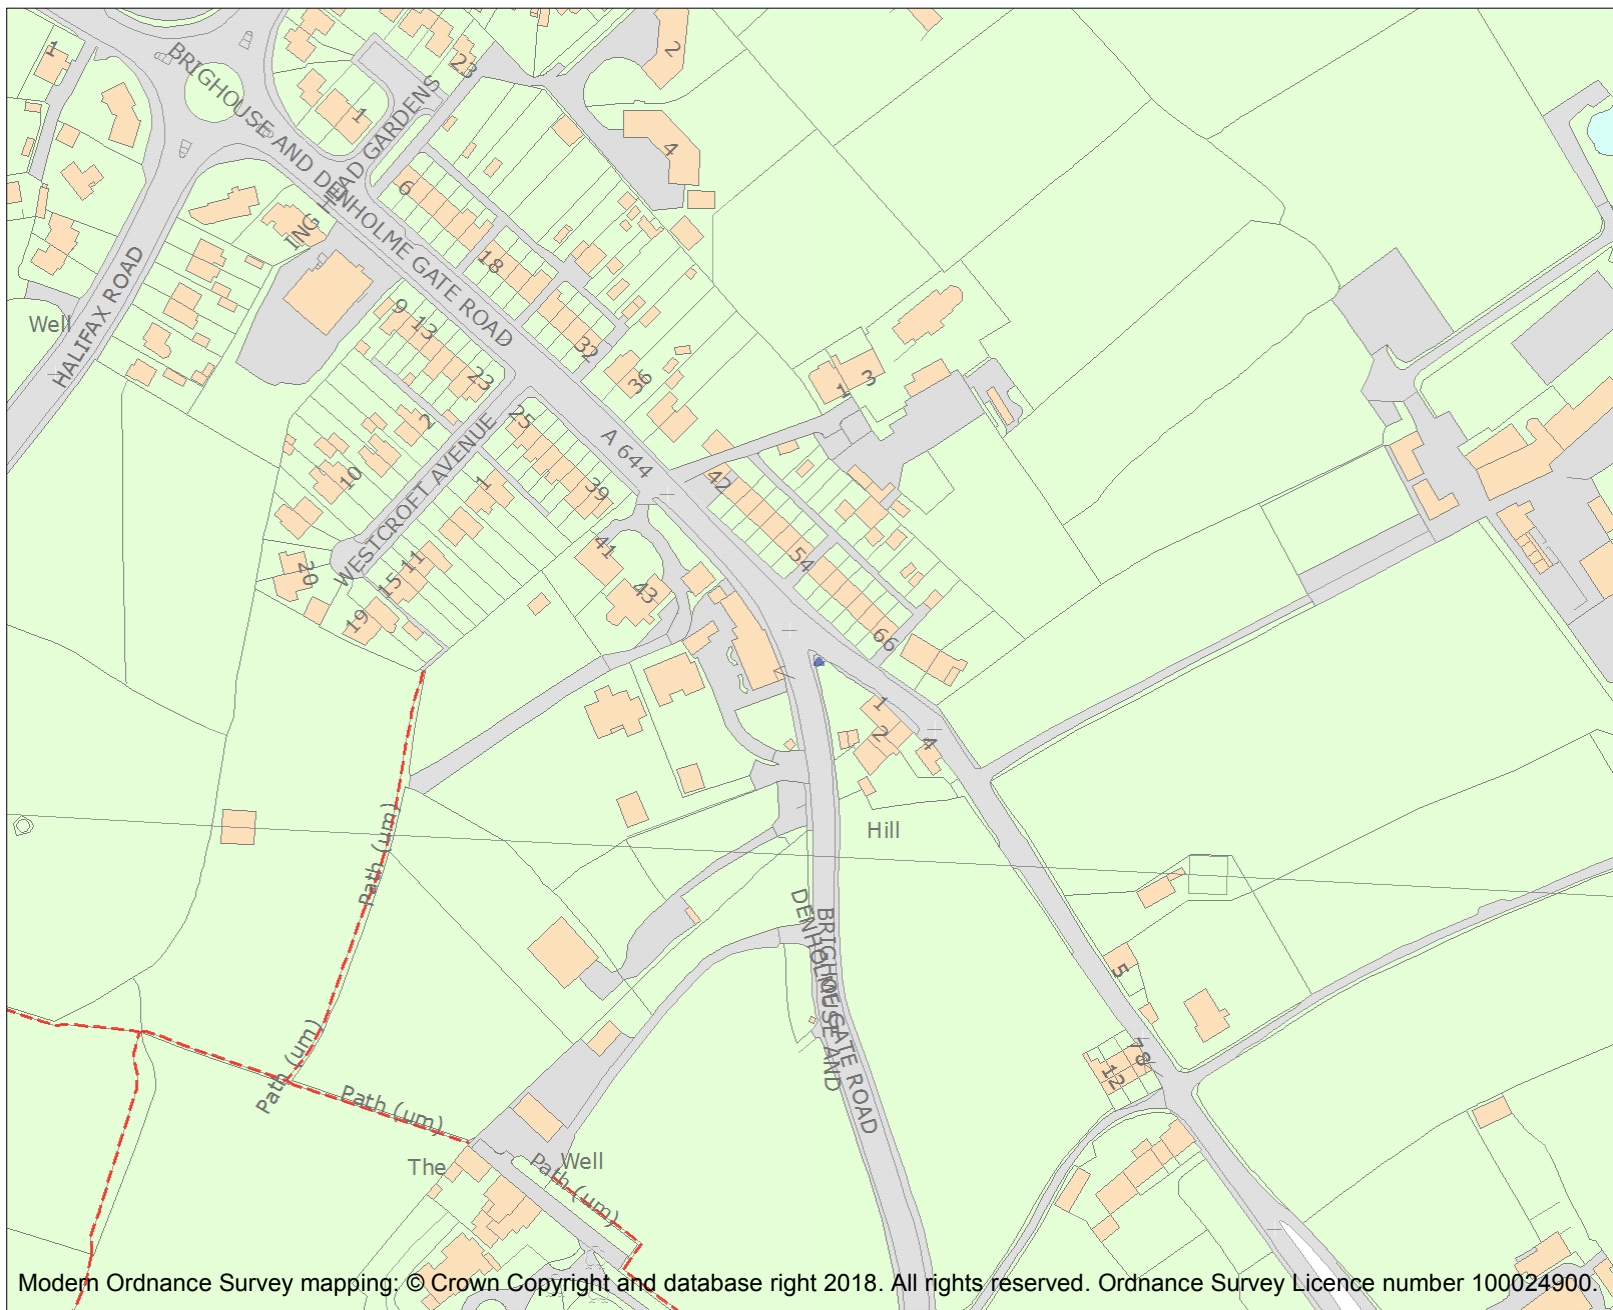 1
BRIGHOUSE AND DENHOLME GATE ROAD
23
2
1
ING HEAD GARDENS
4
6
18
HALIFAX ROAD
Well
9
13
32
23
36
1
3
2
25
A 644
WESTCROFT AVENUE
10
1
39
42
41
54
20
11
15
43
19
66
1
2
4
Path (um)
Hill
BRIGHOUSE AND
DENHOLME GATE ROAD
5
Path (um)
7
8
12
Path (um)
The
Well
Path (um)
Modern Ordnance Survey mapping: © Crown Copyright and database right 2018. All rights reserved. Ordnance Survey Licence number 100024900.